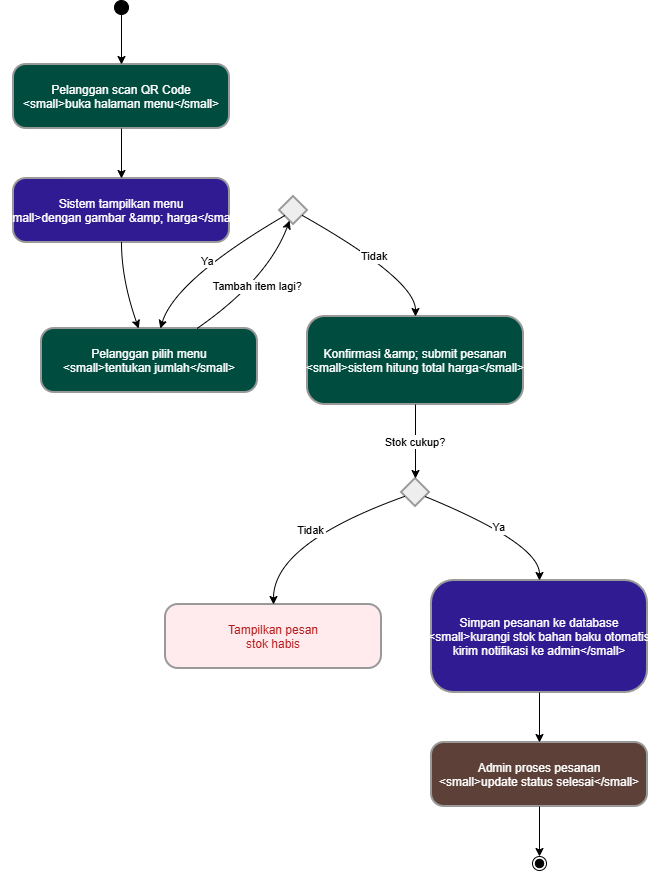 Pelanggan scan QR Code
<small>buka halaman menu</small>
Sistem tampilkan menu
mall>dengan gambar &amp; harga</sma
Ya
Tidak
Tambah item lagi?
Pelanggan pilih menu
<small>tentukan jumlah</small>
Konfirmasi &amp; submit pesanan
<small>sistem hitung total harga</small>
Stok cukup?
Tidak
Ya
Tampilkan pesan
stok habis
Simpan pesanan ke database
<small>kurangi stok bahan baku otomatis
kirim notifikasi ke admin</small>
Admin proses pesanan
<small>update status selesai</small>